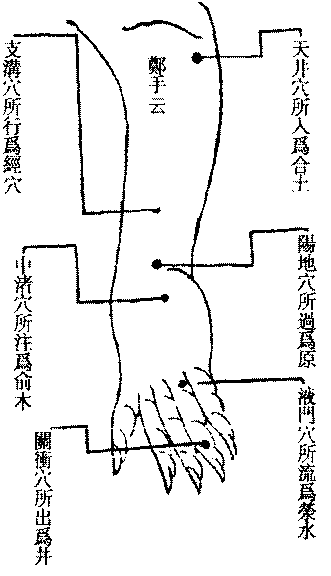 天井穴所入爲合土
陽地穴所過爲原
液門穴所流爲榮水
鄭手云
支溝穴所行爲經穴
中渚穴所注爲俞木
關衝穴所出爲井